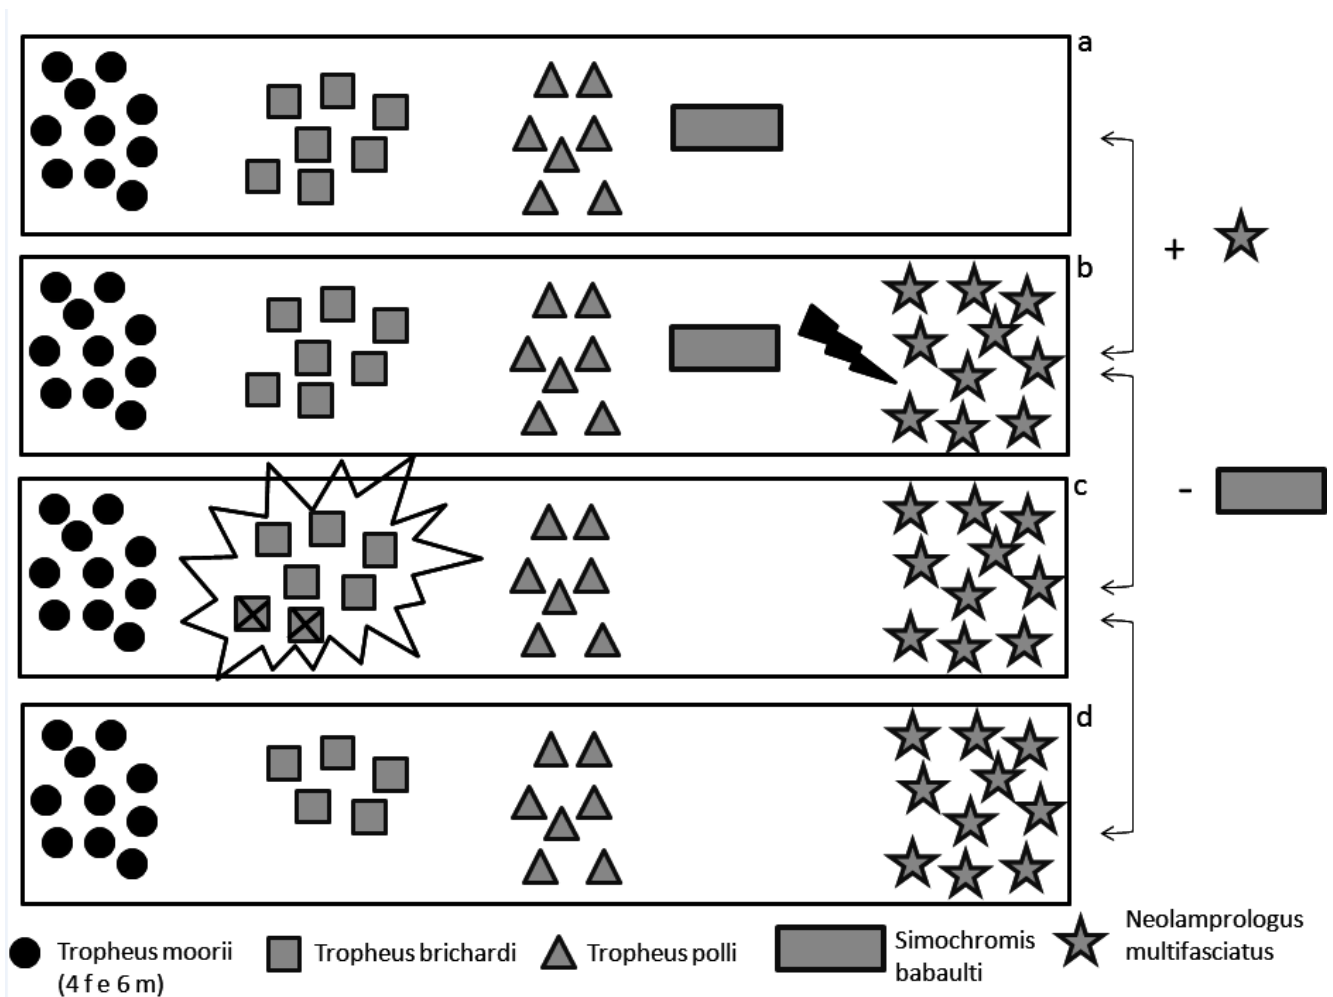 a
+
b
-
c
d
Tropheus moorii
(4 f e 6 m)
Tropheus brichardi
Tropheus polli
Simochromis
babaulti
Neolamprologus
multifasciatus